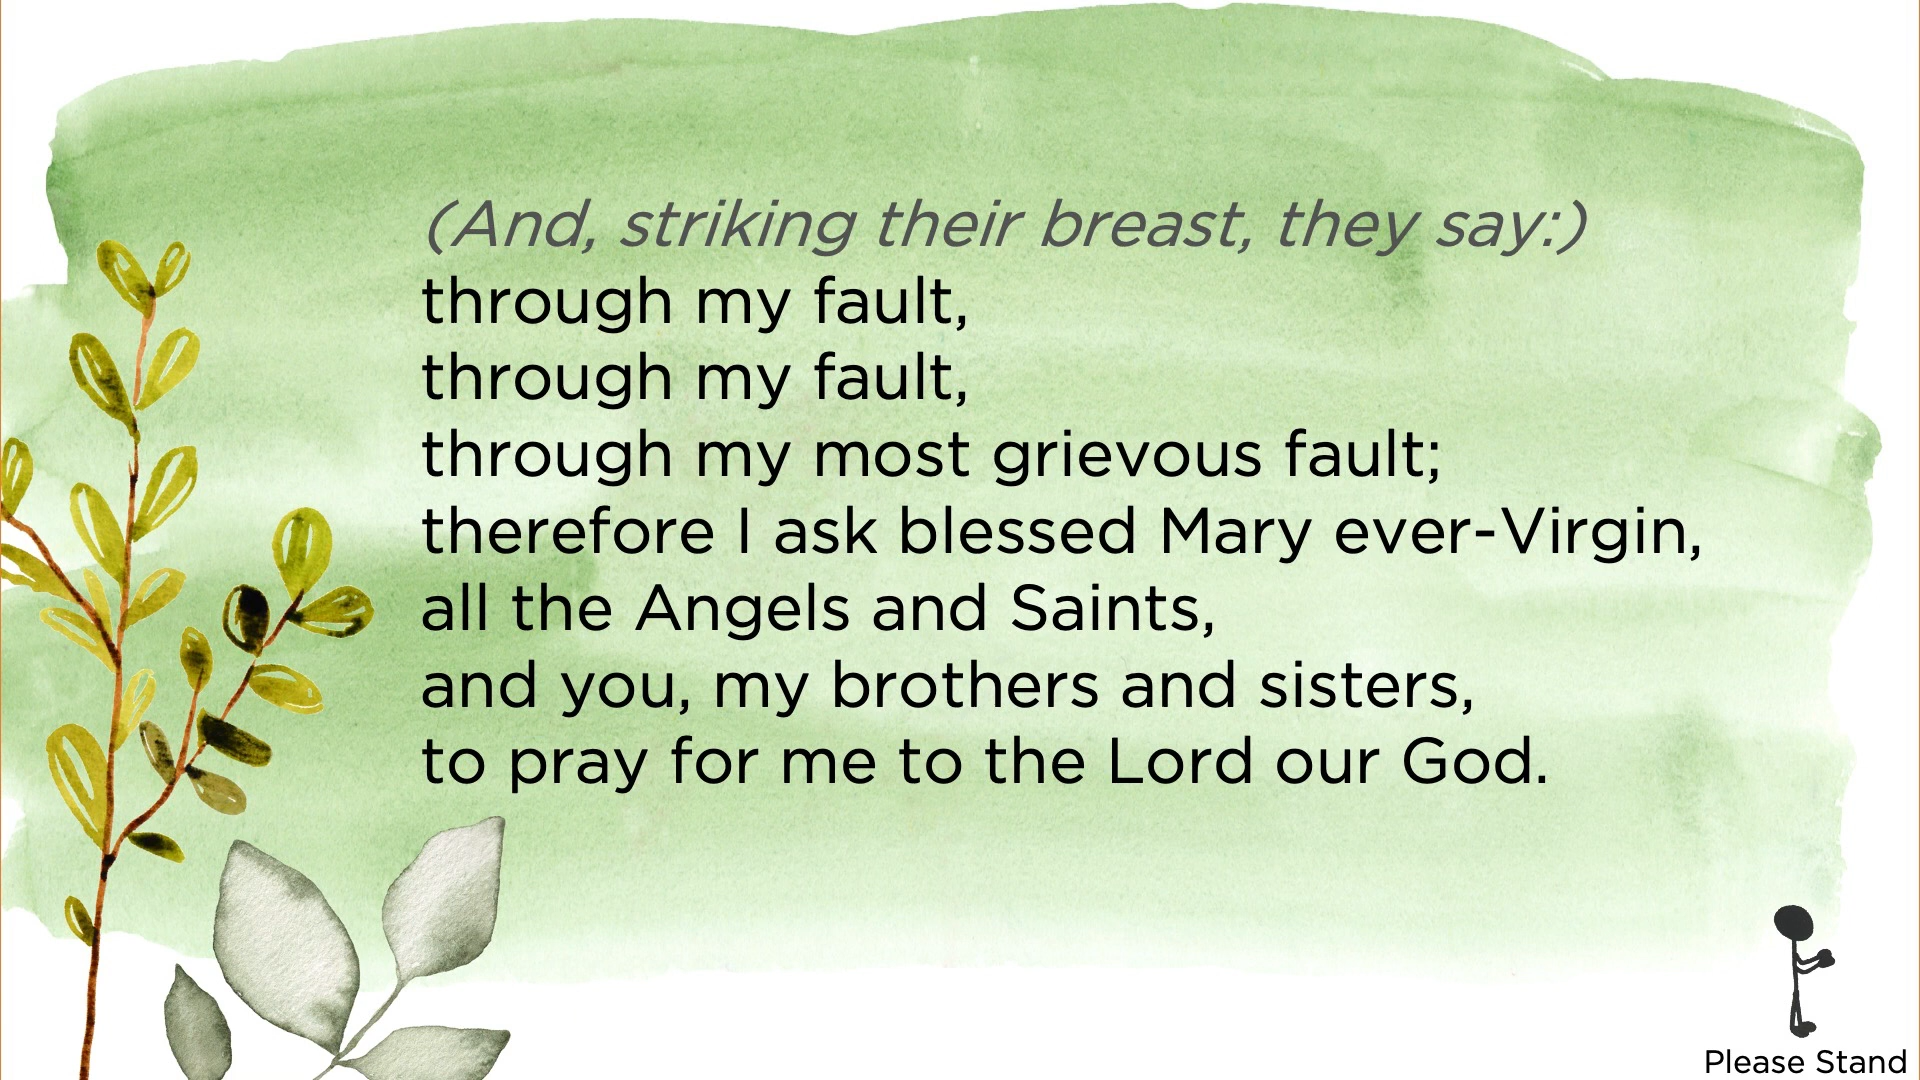 (And, striking their breast, they say:)
through my fault,
through my fault,
through my most grievous fault;
therefore I ask blessed Mary ever-Virgin,
all the Angels and Saints,
and you, my brothers and sisters,
to pray for me to the Lord our God.
Please Stand